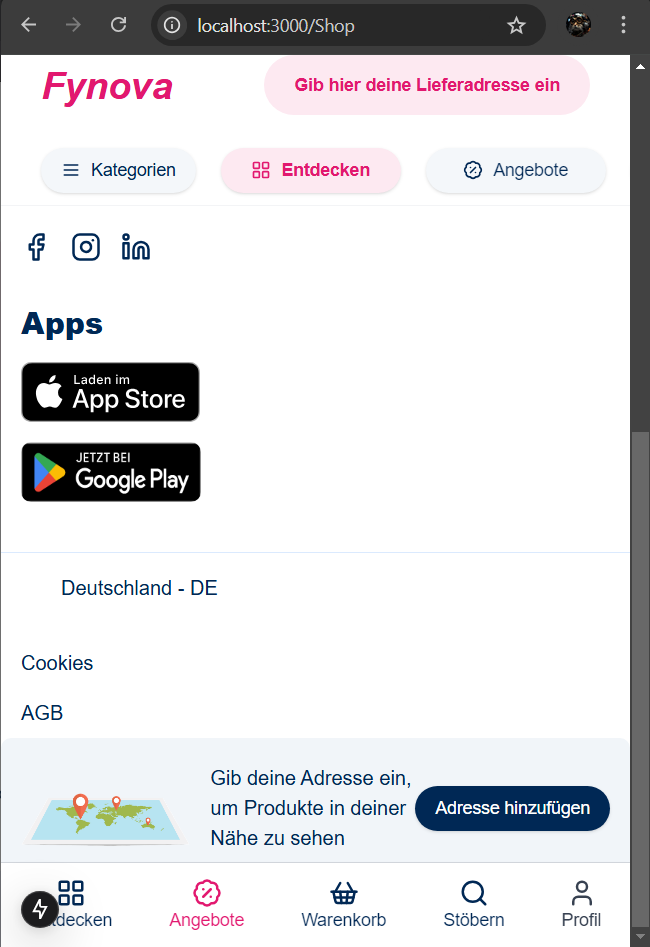 localhost:3000/Shop
Fynova
Gib hier deine Lieferadresse ein
Kategorien
Entdecken
Angebote
Apps
Laden im
App Store
JETZT BEI
Google Play
Deutschland - DE
Cookies
AGB
Gib deine Adresse ein,
um Produkte in deiner
Nähe zu sehen
Adresse hinzufügen
Angebote
Warenkorb
Stöbern
Profil